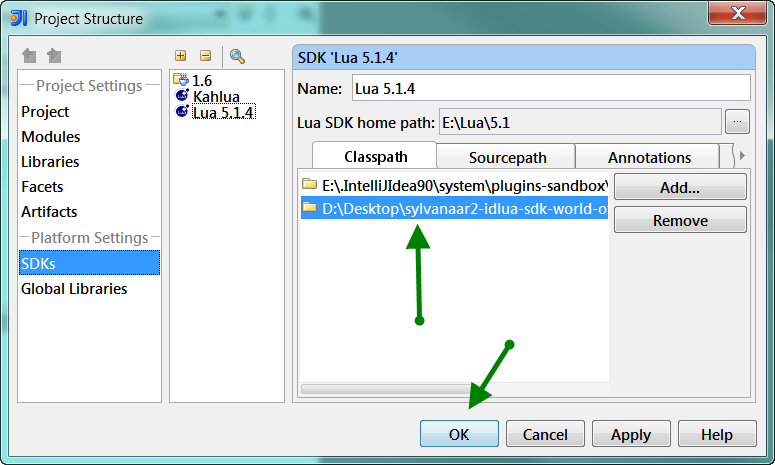 Project Structure
Project Settings
Project
Modules
Libraries
Facets
Artifacts
Platform Settings
SDKs
Global Libraries
1.6
Kahlua
Lua 5.1.4
SDK 'Lua 5.1.4'
Name: Lua 5.1.4
Lua SDK home path: E:\Lua\5.1 ...
Classpath Sourcepath Annotations
E:\.IntelliJIdea90\system\plugins-sandbox\
D:\Desktop\sylvanaar2-idlua-sdk-world-o
Add...
Remove
OK Cancel Apply Help